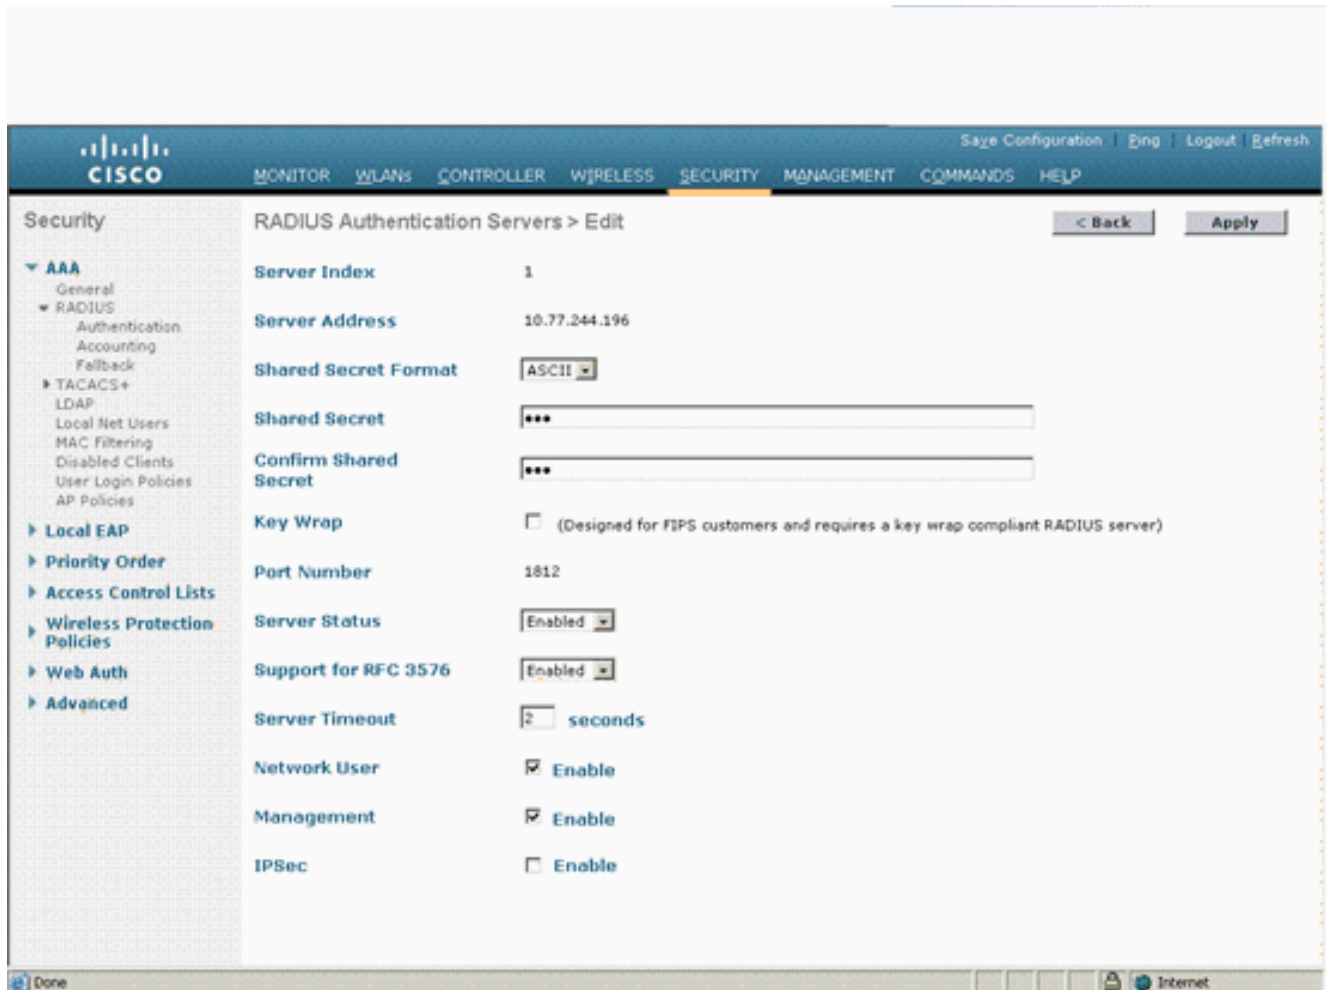 Save Configuration | Ping | Logout | Refresh
CISCO
MONITOR WLANs CONTROLLER WIRELESS SECURITY MANAGEMENT COMMANDS HELP
Security
AAA
General
RADIUS
Authentication
Accounting
Fallback
TACACS+
LDAP
Local Net Users
MAC Filtering
Disabled Clients
User Login Policies
AP Policies
Local EAP
Priority Order
Access Control Lists
Wireless Protection
Policies
Web Auth
Advanced
RADIUS Authentication Servers > Edit
< Back
Apply
Server Index 1
Server Address 10.77.244.196
Shared Secret Format ASCII
Shared Secret •••
Confirm Shared
Secret •••
Key Wrap (Designed for FIPS customers and requires a key wrap compliant RADIUS server)
Port Number 1812
Server Status Enabled
Support for RFC 3576 Enabled
Server Timeout 2 seconds
Network User Enable
Management Enable
IPSec Enable
Done
Internet